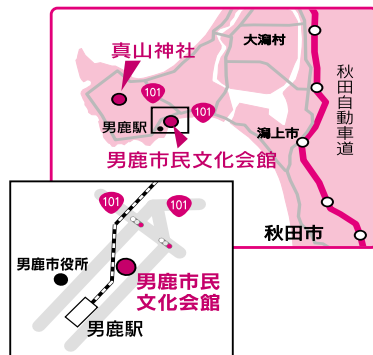 真山神社
大潟村
101
101
秋田自動車道
男鹿駅
潟上市
男鹿市民文化会館
秋田市
101
101
男鹿市役所
男鹿市民
文化会館
男鹿駅